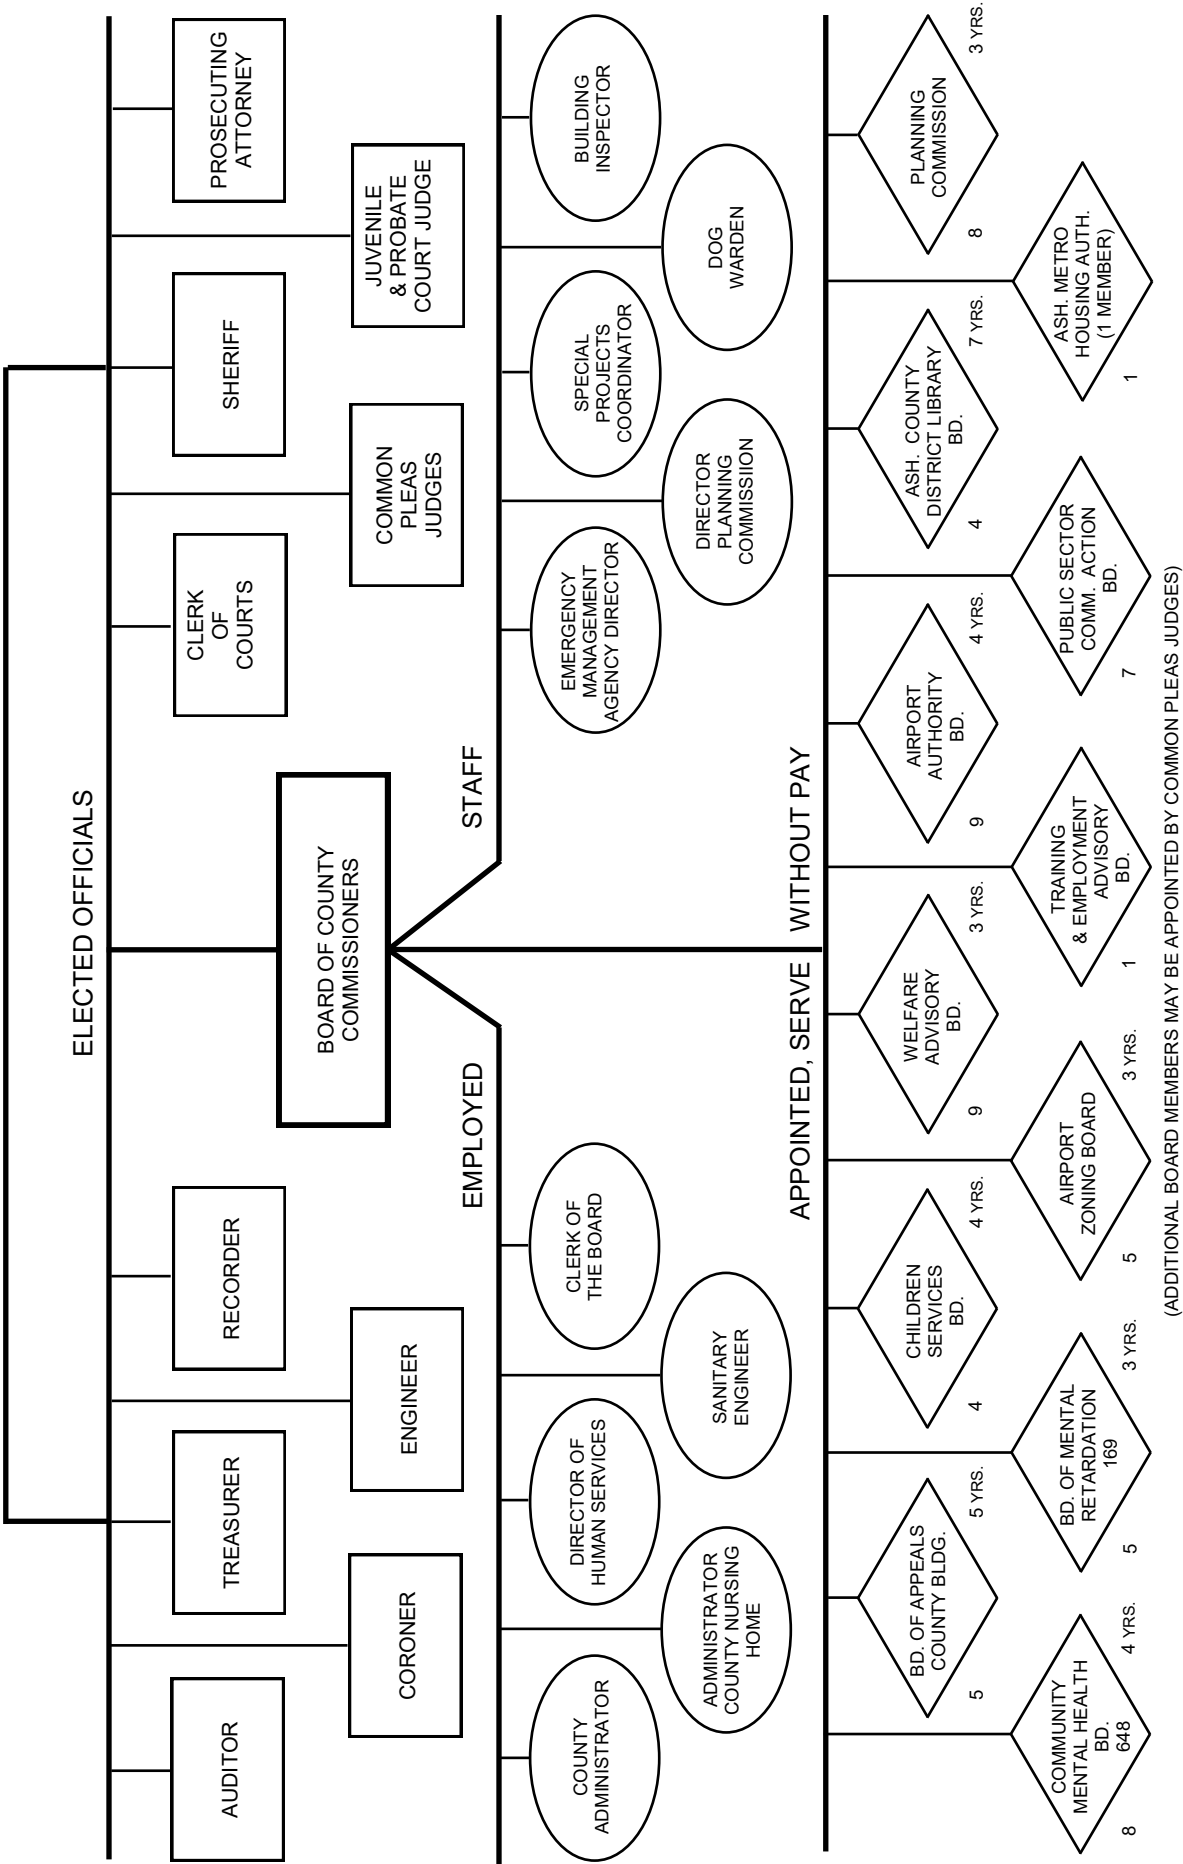 ELECTED OFFICIALS
AUDITOR
TREASURER
RECORDER
CLERK
OF
COURTS
SHERIFF
PROSECUTING
ATTORNEY
CORONER
ENGINEER
COMMON
PLEAS
JUDGES
JUVENILE
& PROBATE
COURT JUDGE
BOARD OF COUNTY
COMMISSIONERS
EMPLOYED
STAFF
COUNTY
ADMINISTRATOR
DIRECTOR OF
HUMAN SERVICES
CLERK OF
THE BOARD
EMERGENCY
MANAGEMENT
AGENCY DIRECTOR
SPECIAL
PROJECTS
COORDINATOR
BUILDING
INSPECTOR
ADMINISTRATOR
COUNTY NURSING
HOME
SANITARY
ENGINEER
DIRECTOR
PLANNING
COMMISSIION
DOG
WARDEN
APPOINTED, SERVE WITHOUT PAY
BD. OF APPEALS
COUNTY BLDG.
5
5 YRS.
CHILDREN
SERVICES
BD.
4
4 YRS.
WELFARE
ADVISORY
BD.
9
3 YRS.
AIRPORT
AUTHORITY
BD.
9
4 YRS.
ASH. COUNTY
DISTRICT LIBRARY
BD.
4
7 YRS.
PLANNING
COMMISSION
8
3 YRS.
COMMUNITY
MENTAL HEALTH
BD.
648
8
4 YRS.
BD. OF MENTAL
RETARDATION
169
5
3 YRS.
AIRPORT
ZONING BOARD
5
3 YRS.
TRAINING
& EMPLOYMENT
ADVISORY
BD.
1
PUBLIC SECTOR
COMM. ACTION
BD.
7
ASH. METRO
HOUSING AUTH.
(1 MEMBER)
1
(ADDITIONAL BOARD MEMBERS MAY BE APPOINTED BY COMMON PLEAS JUDGES)